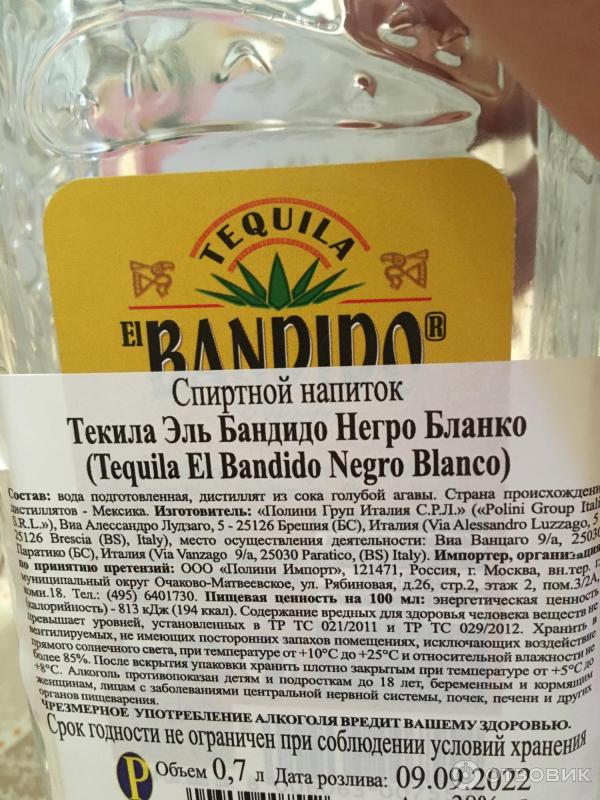 TEQUILA
El BANDIDO®
Спиртной напиток
Текила Эль Бандидо Негро Бланко
(Tequila El Bandido Negro Blanco)
Состав: вода подготовленная, дистиллят из сока голубой агавы. Страна происхождения
дистиллятов - Мексика. Изготовитель: «Полини Груп Италия С.Р.Л.» («Polini Group Itali
S.R.L.»), Виа Алессандро Лудзаго, 5 - 25126 Брешия (БС), Италия (Via Alessandro Luzzago, 5
25126 Brescia (BS), Italy), место осуществления деятельности: Виа Ванцаго 9/а, 25030
Паратико (БС), Италия (Via Vanzago 9/a, 25030 Paratico, (BS) Italy). Импортер, организац
по принятию претензий: ООО «Полини Импорт», 121471, Россия, г. Москва, вн.тер. г.
муниципальный округ Очаково-Матвеевское, ул. Рябиновая, д.26, стр.2, этаж 2, пом.3/2А,
комн.18. Тел.: (495) 6401730. Пищевая ценность на 100 мл: энергетическая ценность
(калорийность) - 813 кДж (194 ккал). Содержание вредных для здоровья человека веществ не
превышает уровней, установленных в ТР ТС 021/2011 и ТР ТС 029/2012. Хранить в
вентилируемых, не имеющих посторонних запахов помещениях, исключающих воздействие
прямого солнечного света, при температуре от +10°С до +25°С и относительной влажности не
более 85%. После вскрытия упаковки хранить плотно закрытым при температуре от +5°С до
+8°С. Алкоголь противопоказан детям и подросткам до 18 лет, беременным и кормящим
женщинам, лицам с заболеваниями центральной нервной системы, почек, печени и других
органов пищеварения.
ЧРЕЗМЕРНОЕ УПОТРЕБЛЕНИЕ АЛКОГОЛЯ ВРЕДИТ ВАШЕМУ ЗДОРОВЬЮ.
Срок годности не ограничен при соблюдении условий хранения
P Объем 0,7 л Дата розлива: 09.09.2022
отзовик